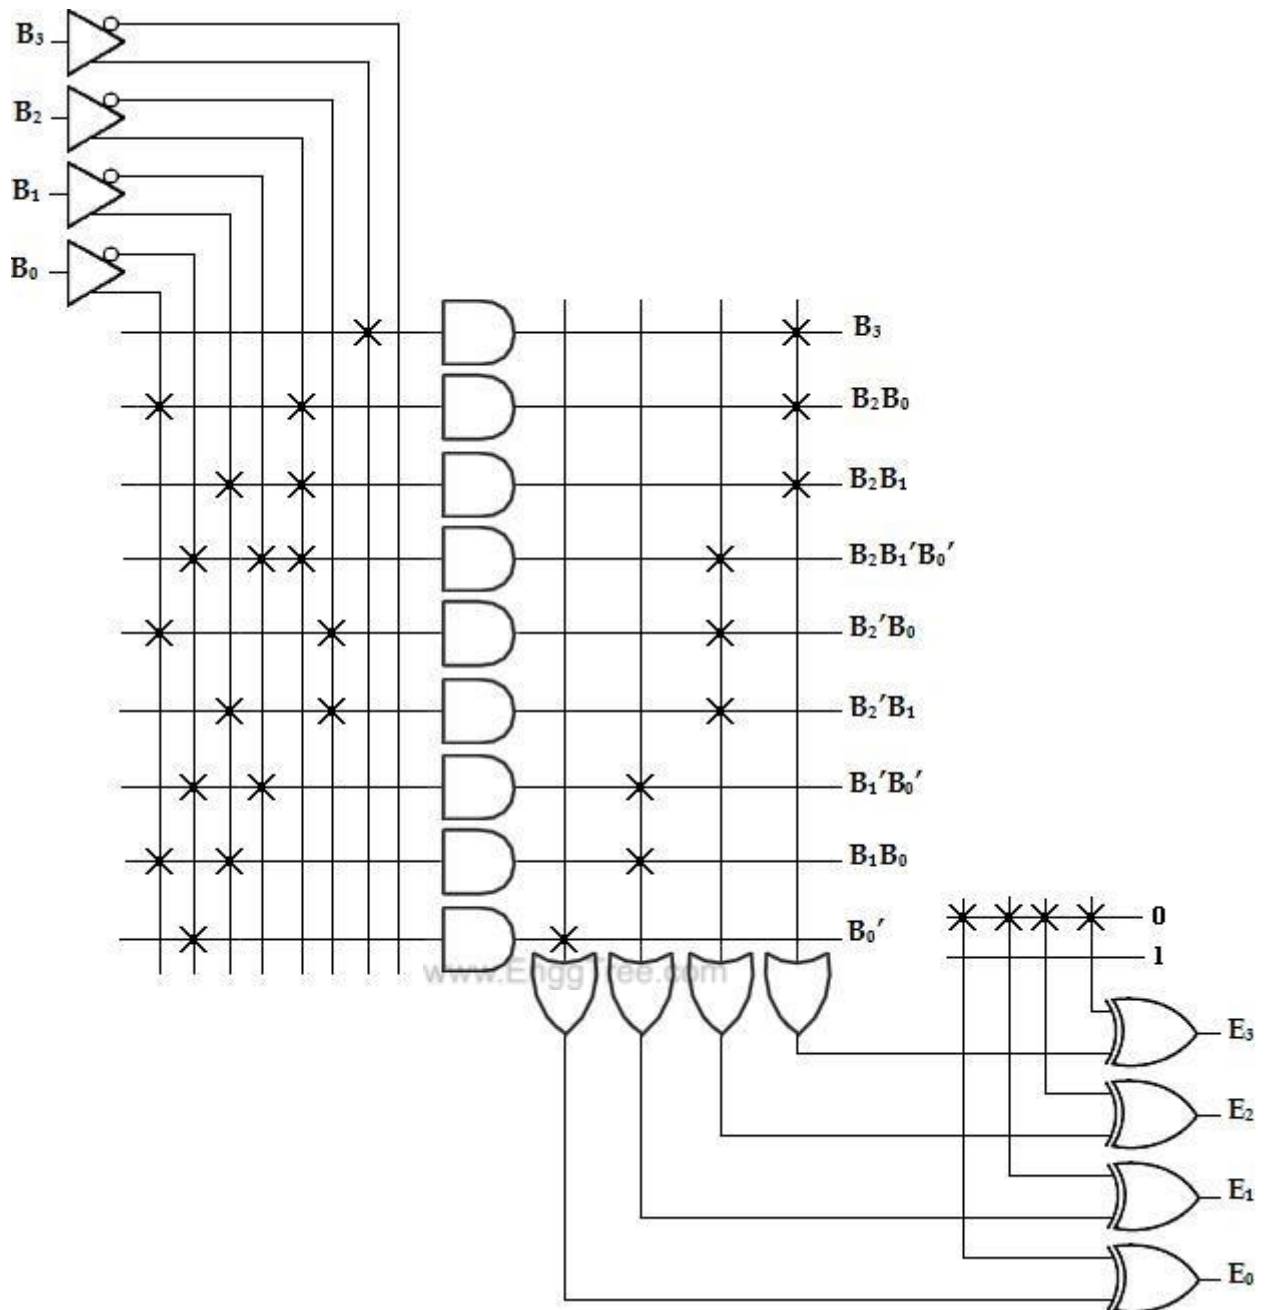 B₃
B₂
B₁
B₀
B₃
B₂B₀
B₂B₁
B₂B₁′B₀′
B₂′B₀
B₂′B₁
B₁′B₀′
B₁B₀
B₀′
0
1
www.EnggTree.com
E₃
E₂
E₁
E₀